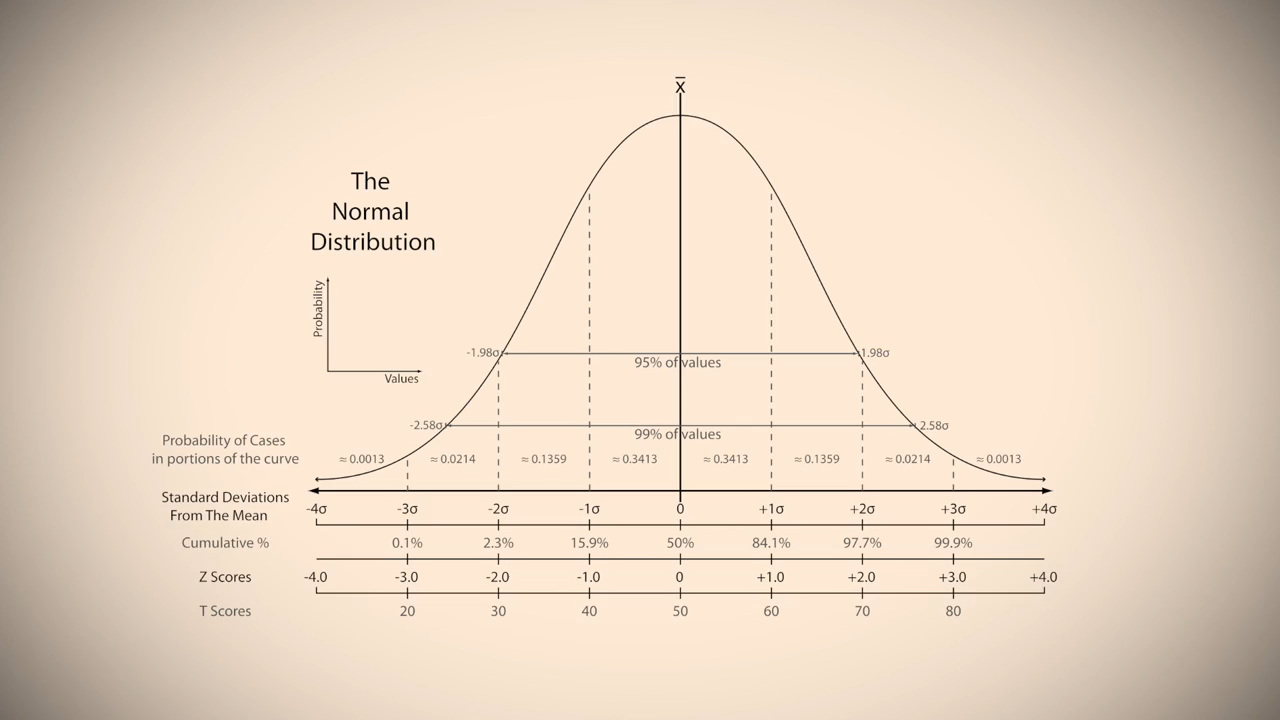 x̅
The
Normal
Distribution
Probability
Values
-1.98σ
1.98σ
95% of values
-2.58σ
2.58σ
99% of values
Probability of Cases
in portions of the curve
≈ 0.0013 ≈ 0.0214 ≈ 0.1359 ≈ 0.3413 ≈ 0.3413 ≈ 0.1359 ≈ 0.0214 ≈ 0.0013
Standard Deviations
From The Mean
-4σ -3σ -2σ -1σ 0 +1σ +2σ +3σ +4σ
Cumulative % 0.1% 2.3% 15.9% 50% 84.1% 97.7% 99.9%
Z Scores -4.0 -3.0 -2.0 -1.0 0 +1.0 +2.0 +3.0 +4.0
T Scores 20 30 40 50 60 70 80